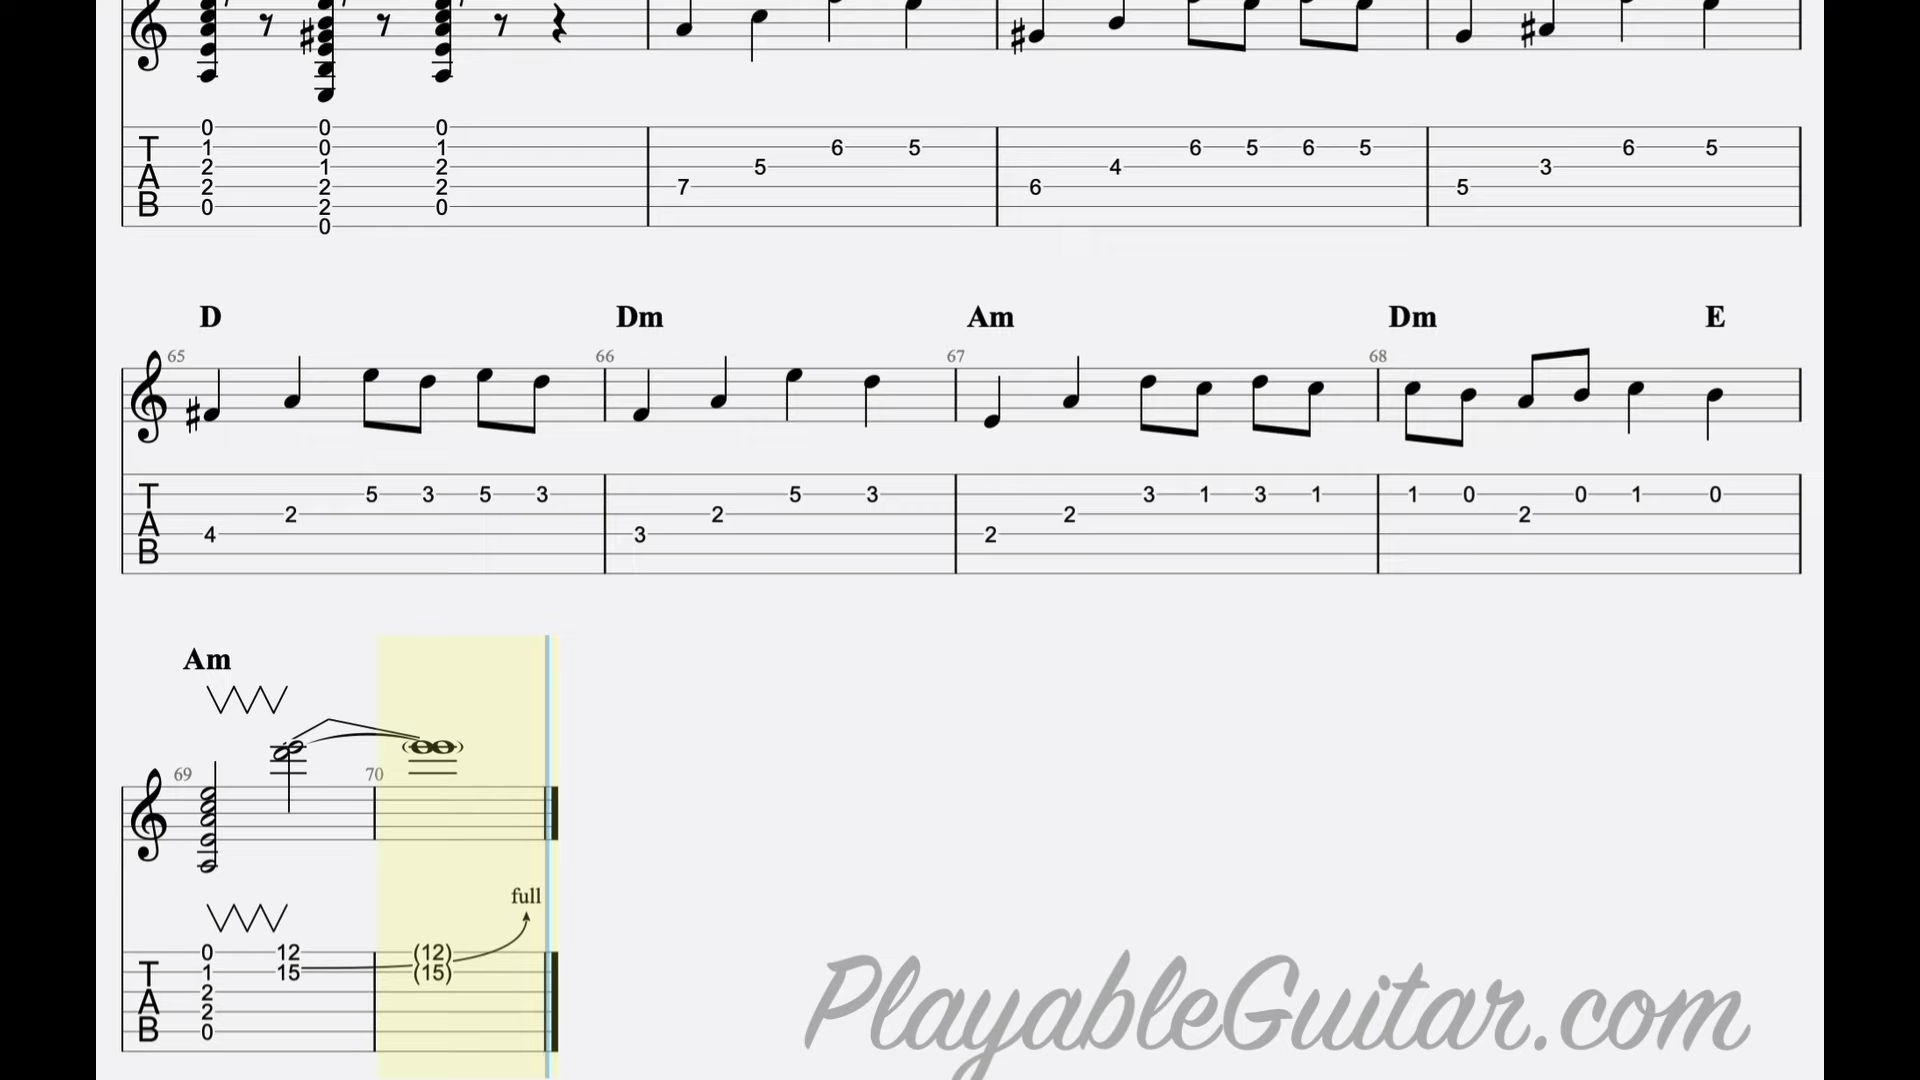 0 0 0
T 1 0 1 6 5 6 5 6 5 6 5
2 1 2 5 4 3
A 2 2 2 7 6 5
B 0 2 0
0
D Dm Am Dm E
65 66 67 68
T 5 3 5 3 5 3 3 1 3 1 1 0 0 1 0
2 2 2 2
A 4 3 2
B
Am
69 70
full
0 12 (12)
T 1 15 (15)
2
A 2
B 0
PlayableGuitar.com